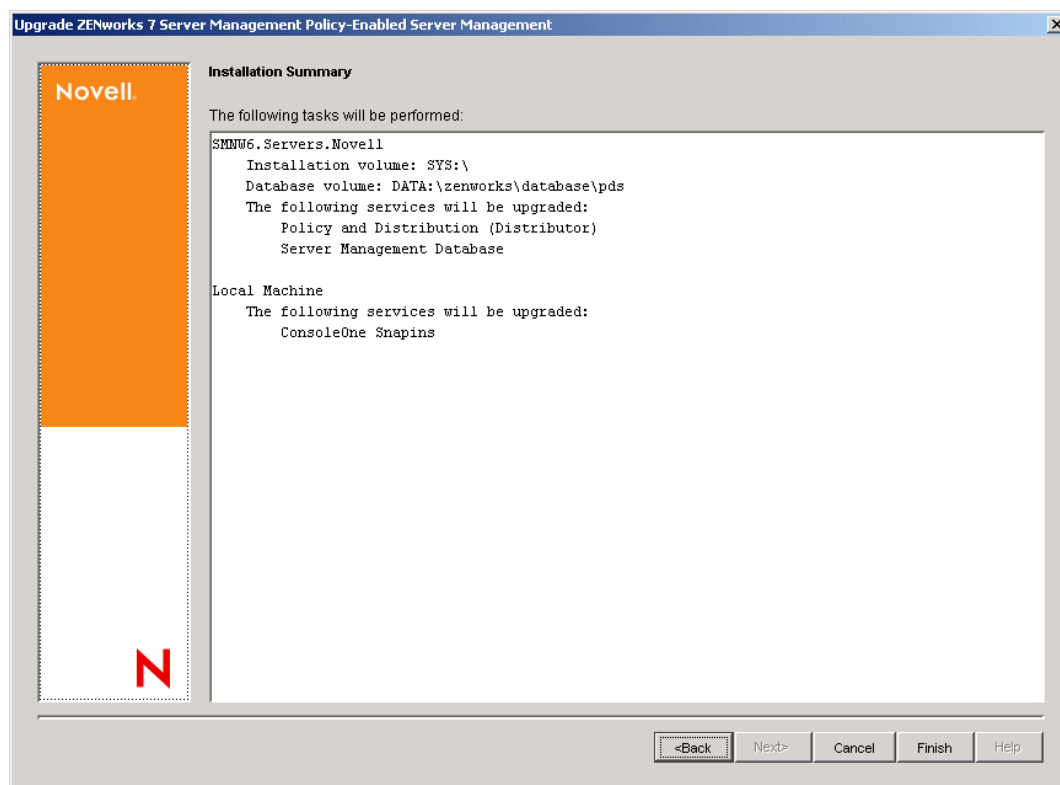 Upgrade ZENworks 7 Server Management Policy-Enabled Server Management
Novell.
Installation Summary
The following tasks will be performed:
SMNW6.Servers.Novell
Installation volume: SYS:\
Database volume: DATA:\zenworks\database\pds
The following services will be upgraded:
Policy and Distribution (Distributor)
Server Management Database
Local Machine
The following services will be upgraded:
ConsoleOne Snapins
N
<Back
Next>
Cancel
Finish
Help